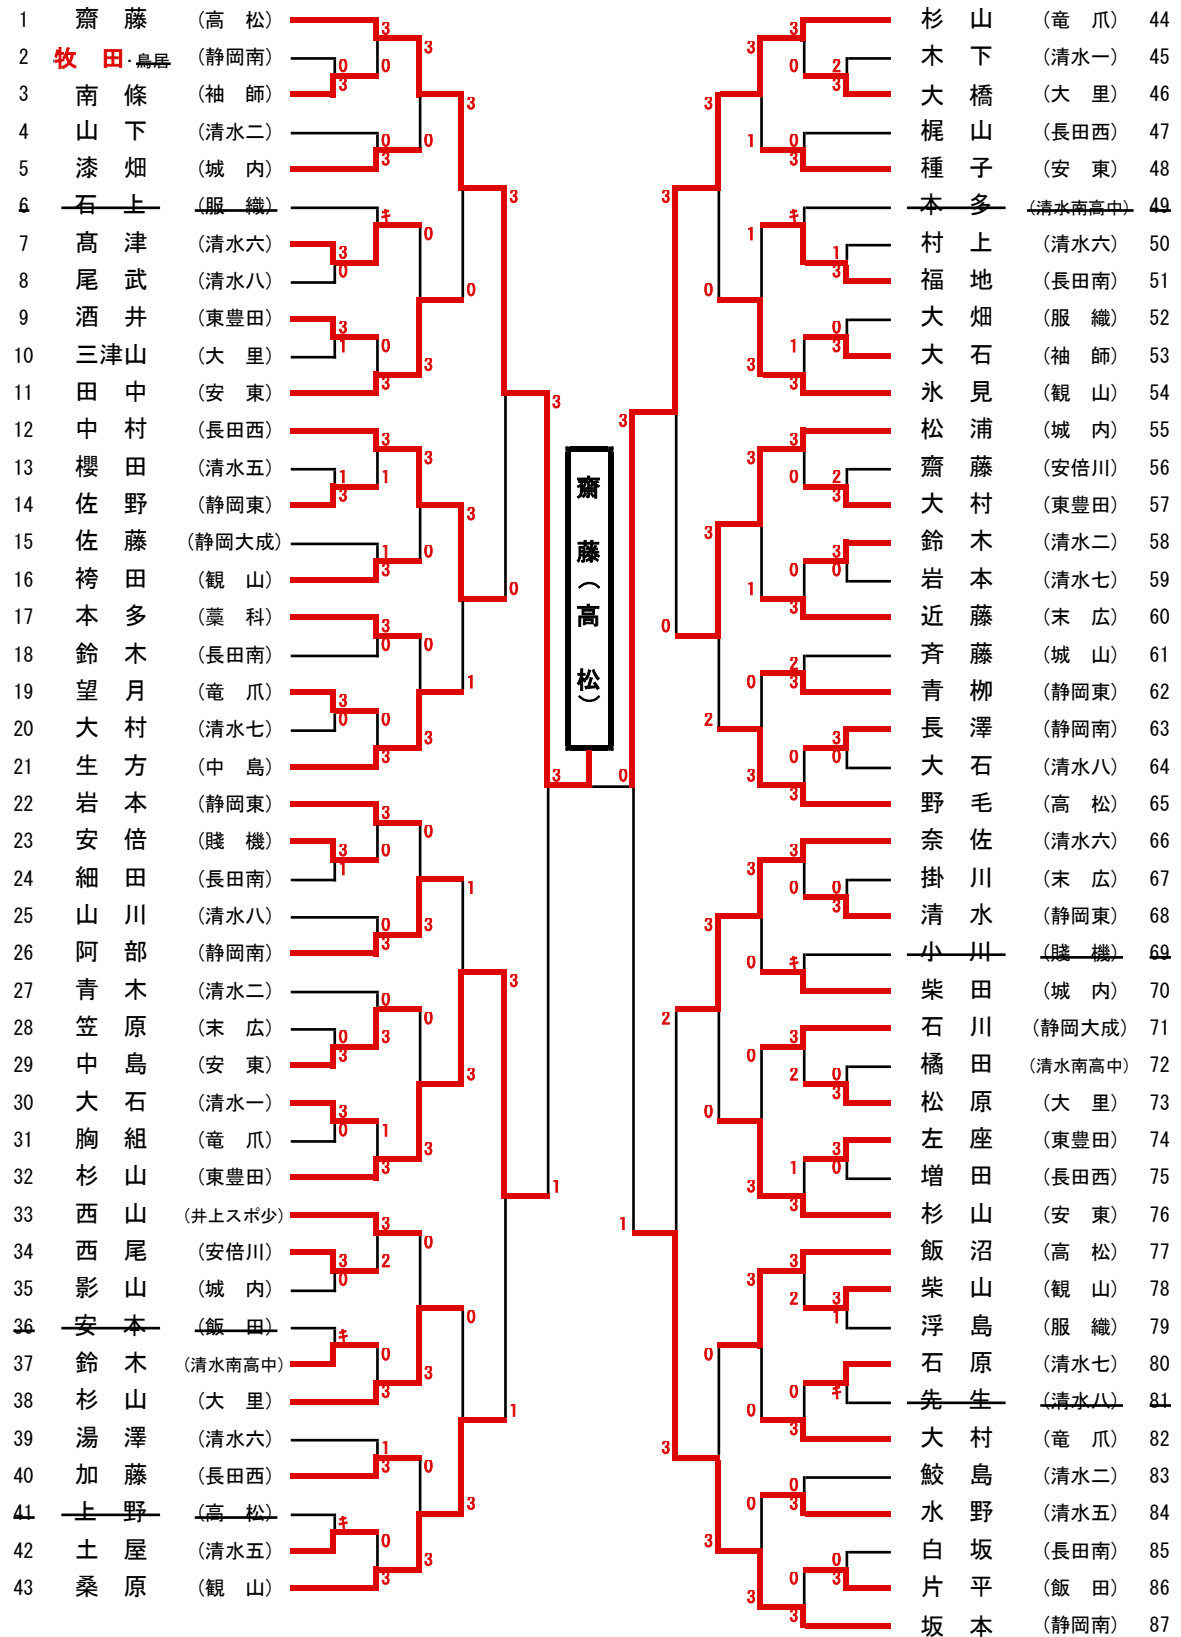 1 齋藤 (高松)
2 牧田・鳥居 (静岡南)
3 南條 (袖師)
4 山下 (清水二)
5 漆畑 (城内)
6 石上 (服織)
7 髙津 (清水六)
8 尾武 (清水八)
9 酒井 (東豊田)
10 三津山 (大里)
11 田中 (安東)
12 中村 (長田西)
13 櫻田 (清水五)
14 佐野 (静岡東)
15 佐藤 (静岡大成)
16 袴田 (観山)
17 本多 (藁科)
18 鈴木 (長田南)
19 望月 (竜爪)
20 大村 (清水七)
21 生方 (中島)
22 岩本 (静岡東)
23 安倍 (賤機)
24 細田 (長田南)
25 山川 (清水八)
26 阿部 (静岡南)
27 青木 (清水二)
28 笠原 (末広)
29 中島 (安東)
30 大石 (清水一)
31 胸組 (竜爪)
32 杉山 (東豊田)
33 西山 (井上スポ少)
34 西尾 (安倍川)
35 影山 (城内)
36 安本 (飯田)
37 鈴木 (清水南高中)
38 杉山 (大里)
39 湯澤 (清水六)
40 加藤 (長田西)
41 上野 (高松)
42 土屋 (清水五)
43 桑原 (観山)
齋藤(高松)
杉山 (竜爪) 44
木下 (清水一) 45
大橋 (大里) 46
梶山 (長田西) 47
種子 (安東) 48
本多 (清水南高中) 49
村上 (清水六) 50
福地 (長田南) 51
大畑 (服織) 52
大石 (袖師) 53
氷見 (観山) 54
松浦 (城内) 55
齋藤 (安倍川) 56
大村 (東豊田) 57
鈴木 (清水二) 58
岩本 (清水七) 59
近藤 (末広) 60
斉藤 (城山) 61
青栁 (静岡東) 62
長澤 (静岡南) 63
大石 (清水八) 64
野毛 (高松) 65
奈佐 (清水六) 66
掛川 (末広) 67
清水 (静岡東) 68
小川 (賤機) 69
柴田 (城内) 70
石川 (静岡大成) 71
橘田 (清水南高中) 72
松原 (大里) 73
左座 (東豊田) 74
増田 (長田西) 75
杉山 (安東) 76
飯沼 (高松) 77
柴山 (観山) 78
浮島 (服織) 79
石原 (清水七) 80
先生 (清水八) 81
大村 (竜爪) 82
鮫島 (清水二) 83
水野 (清水五) 84
白坂 (長田南) 85
片平 (飯田) 86
坂本 (静岡南) 87